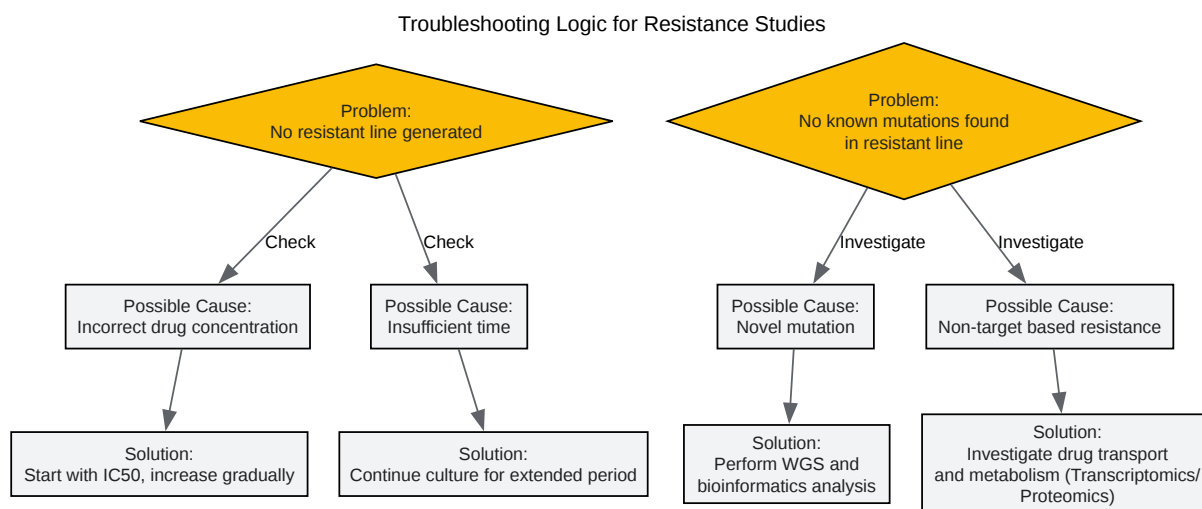 Troubleshooting Logic for Resistance Studies
Problem:
No resistant line generated
Problem:
No known mutations found
in resistant line
Check
Check
Investigate
Investigate
Possible Cause:
Incorrect drug concentration
Possible Cause:
Insufficient time
Possible Cause:
Novel mutation
Possible Cause:
Non-target based resistance
Solution:
Start with IC50, increase gradually
Solution:
Continue culture for extended period
Solution:
Perform WGS and
bioinformatics analysis
Solution:
Investigate drug transport
and metabolism (Transcriptomics/
Proteomics)